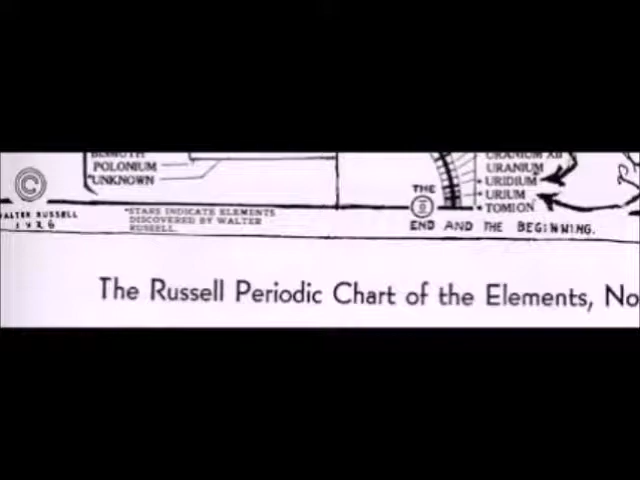 POLONIUM
*UNKNOWN
©
WALTER RUSSELL
1926
*STARS INDICATE ELEMENTS
DISCOVERED BY WALTER
RUSSELL.
URANIUM
URIDIUM
URIUM
TOMION
THE
END AND THE BEGINNING.
The Russell Periodic Chart of the Elements, No